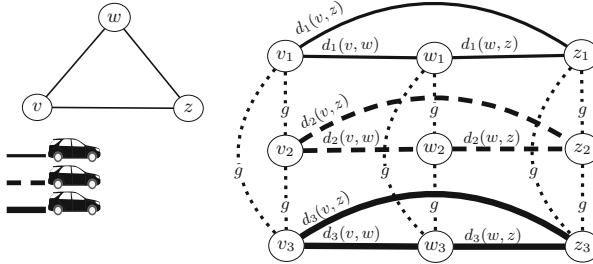 w
v
z
d₁(v, z)
v₁
d₁(v, w)
w₁
d₁(w, z)
z₁
g
g
g
d₂(v, z)
v₂
d₂(v, w)
w₂
d₂(w, z)
z₂
g
g
g
g
g
g
d₃(v, z)
v₃
d₃(v, w)
w₃
d₃(w, z)
z₃